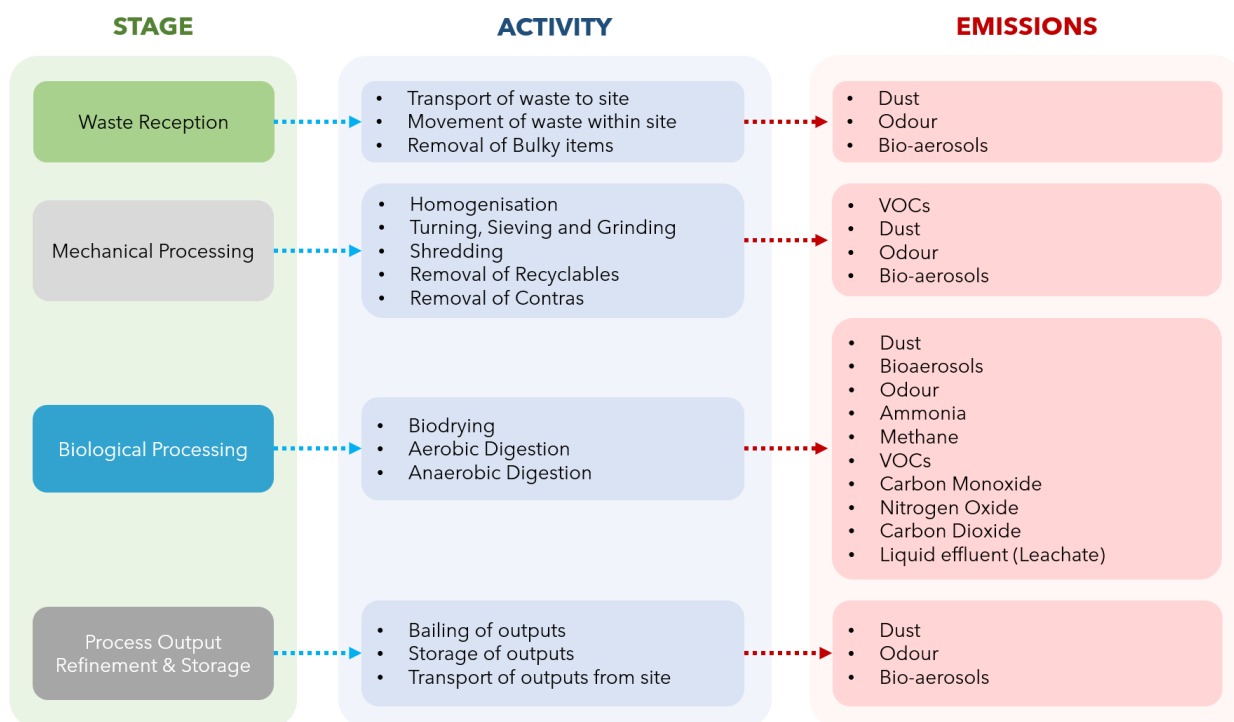 STAGE
ACTIVITY
EMISSIONS
Waste Reception
• Transport of waste to site
• Movement of waste within site
• Removal of Bulky items
• Dust
• Odour
• Bio-aerosols
Mechanical Processing
• Homogenisation
• Turning, Sieving and Grinding
• Shredding
• Removal of Recyclables
• Removal of Contras
• VOCs
• Dust
• Odour
• Bio-aerosols
Biological Processing
• Biodrying
• Aerobic Digestion
• Anaerobic Digestion
• Dust
• Bioaerosols
• Odour
• Ammonia
• Methane
• VOCs
• Carbon Monoxide
• Nitrogen Oxide
• Carbon Dioxide
• Liquid effluent (Leachate)
Process Output
Refinement & Storage
• Bailing of outputs
• Storage of outputs
• Transport of outputs from site
• Dust
• Odour
• Bio-aerosols